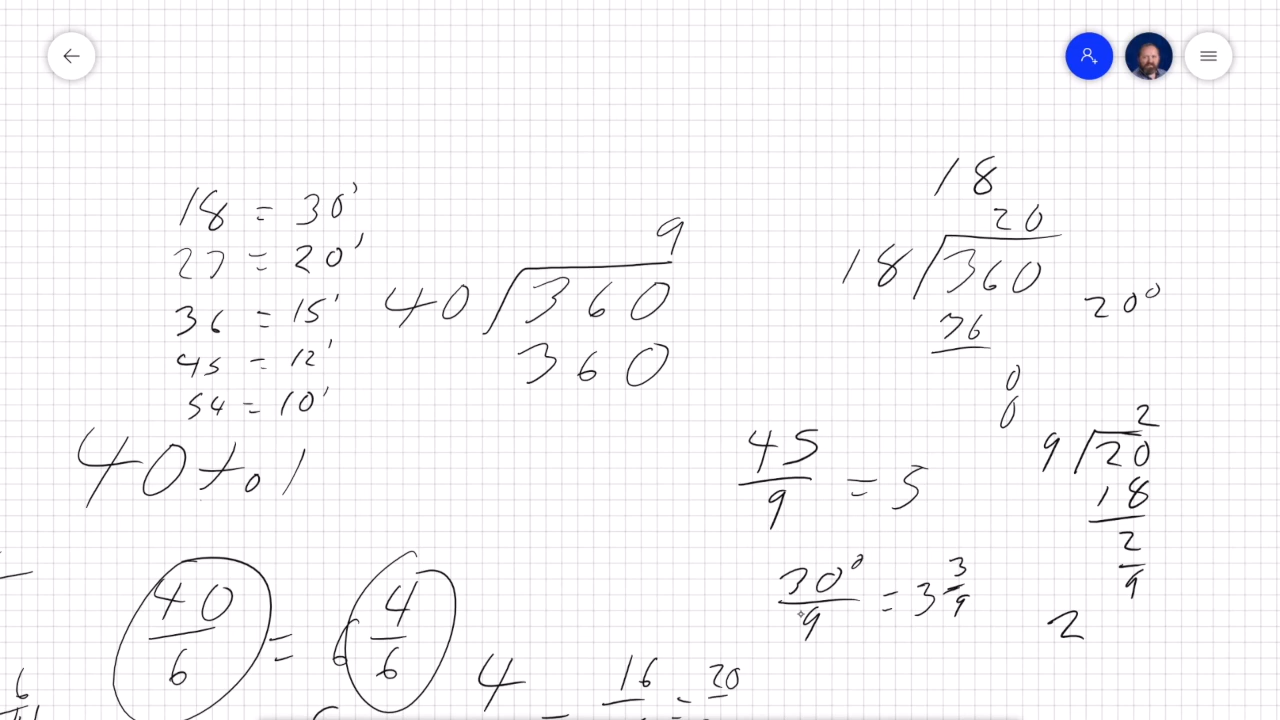 18 = 30'
27 = 20'
36 = 15'
45 = 12'
54 = 10'
40 to 1
9
40 360
360
18
20
18 360
36
0
0
20°
45/9 = 5
30°/9 = 3 3/9
2
9 20
18
2/9
2
40/6 = 6 4/6
4
16
= 20
6